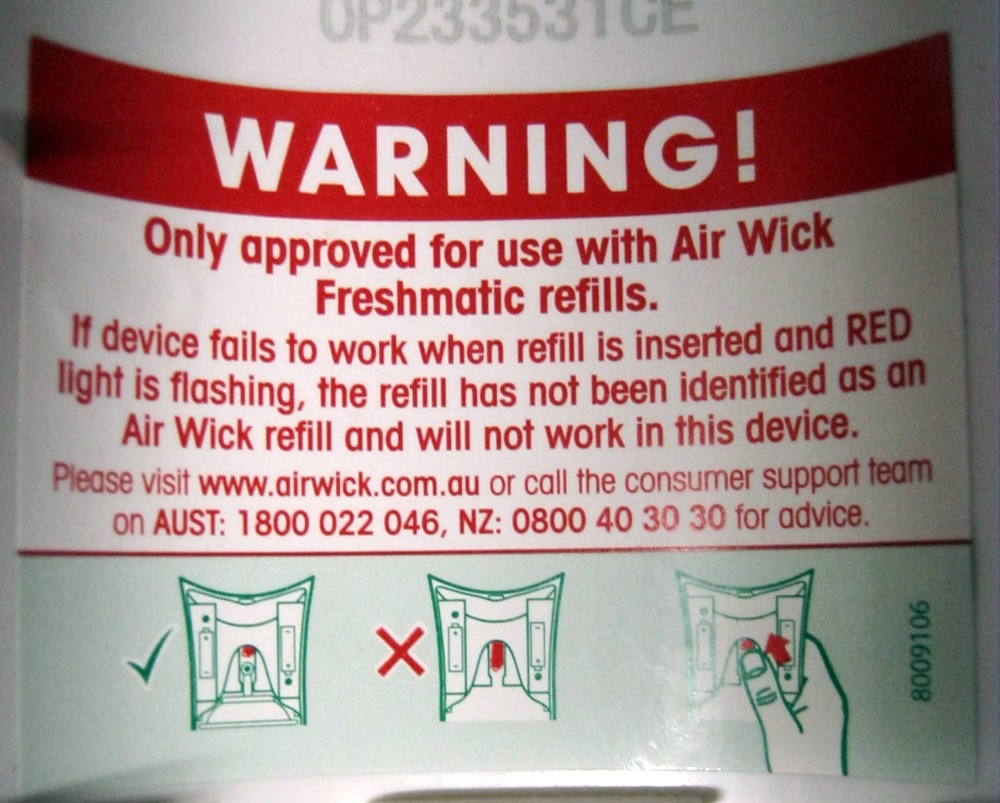 0P233531CE
WARNING!
Only approved for use with Air Wick
Freshmatic refills.
If device fails to work when refill is inserted and RED
light is flashing, the refill has not been identified as an
Air Wick refill and will not work in this device.
Please visit www.airwick.com.au or call the consumer support team
on AUST: 1800 022 046, NZ: 0800 40 30 30 for advice.
8009106